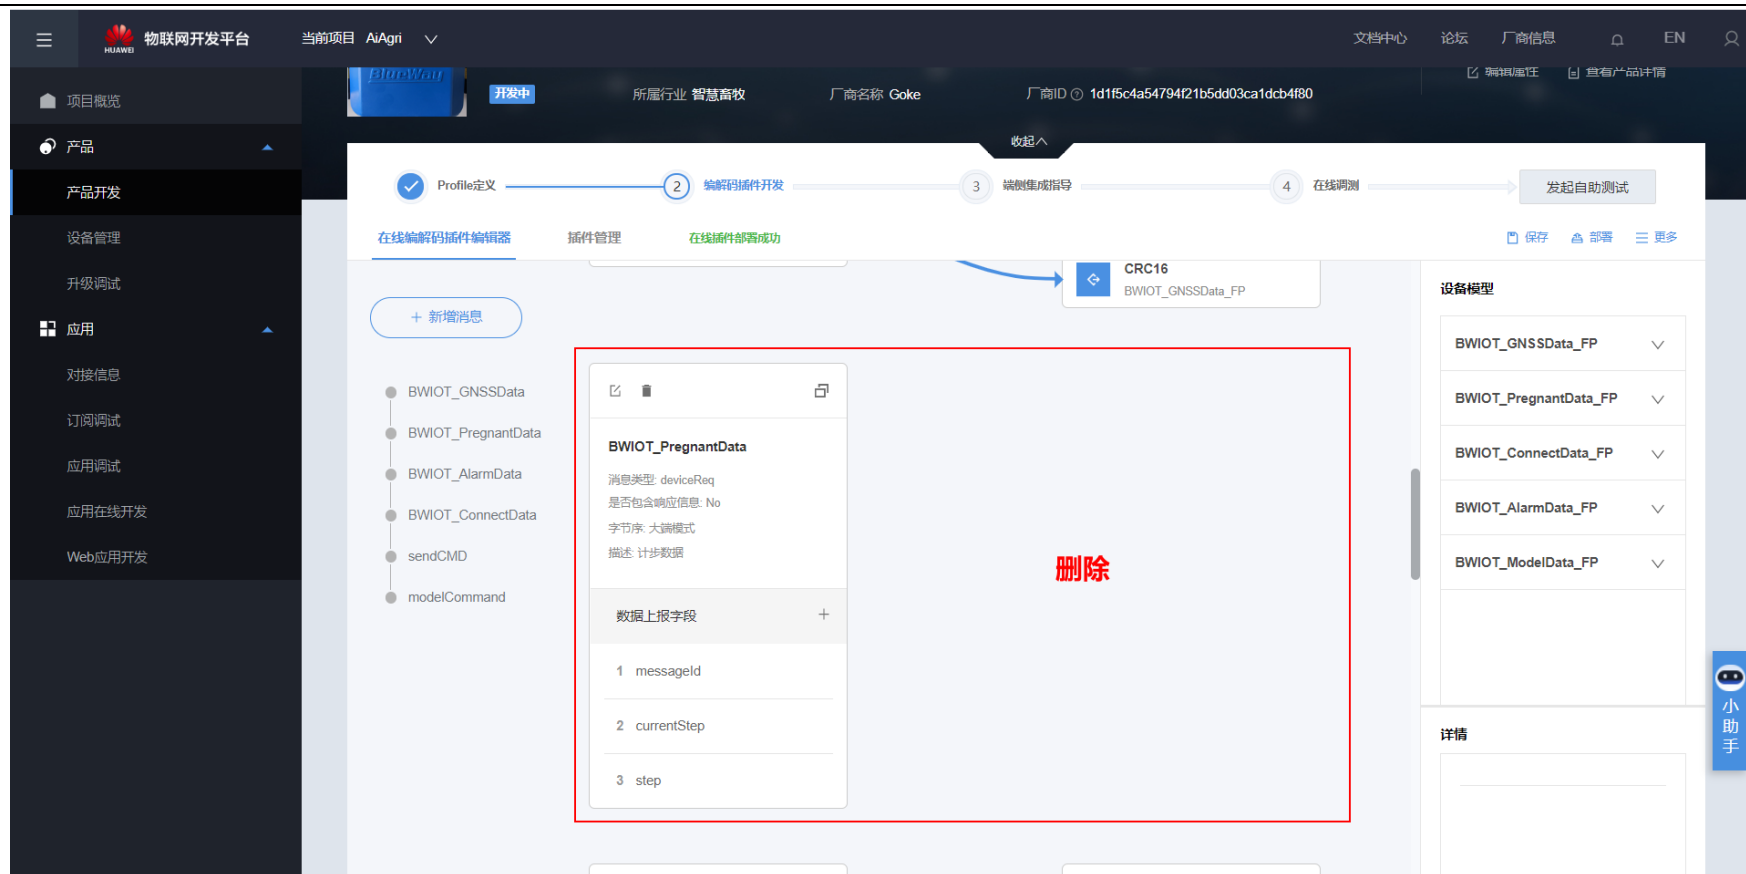 HUAWEI 物联网开发平台 当前项目 AiAgri 文档中心 论坛 厂商信息 EN
BlueWay
编辑属性 查看产品详情
开发中 所属行业 智慧畜牧 厂商名称 Goke 厂商ID 1d1f5c4a54794f21b5dd03ca1dcb4f80
收起
项目概览
产品
产品开发
设备管理
升级调试
应用
对接信息
订阅调试
应用调试
应用在线开发
Web应用开发
Profile定义 2 编解码插件开发 3 端侧集成指导 4 在线调测 发起自助测试
在线编解码插件编辑器 插件管理 在线插件部署成功 保存 部署 更多
+ 新增消息
BWIOT_GNSSData
BWIOT_PregnantData
BWIOT_AlarmData
BWIOT_ConnectData
sendCMD
modelCommand
CRC16
BWIOT_GNSSData_FP
BWIOT_PregnantData
消息类型: deviceReq
是否包含响应信息: No
字节序: 大端模式
描述: 计步数据
数据上报字段 +
1 messageId
2 currentStep
3 step
删除
设备模型
BWIOT_GNSSData_FP
BWIOT_PregnantData_FP
BWIOT_ConnectData_FP
BWIOT_AlarmData_FP
BWIOT_ModelData_FP
详情
小助手